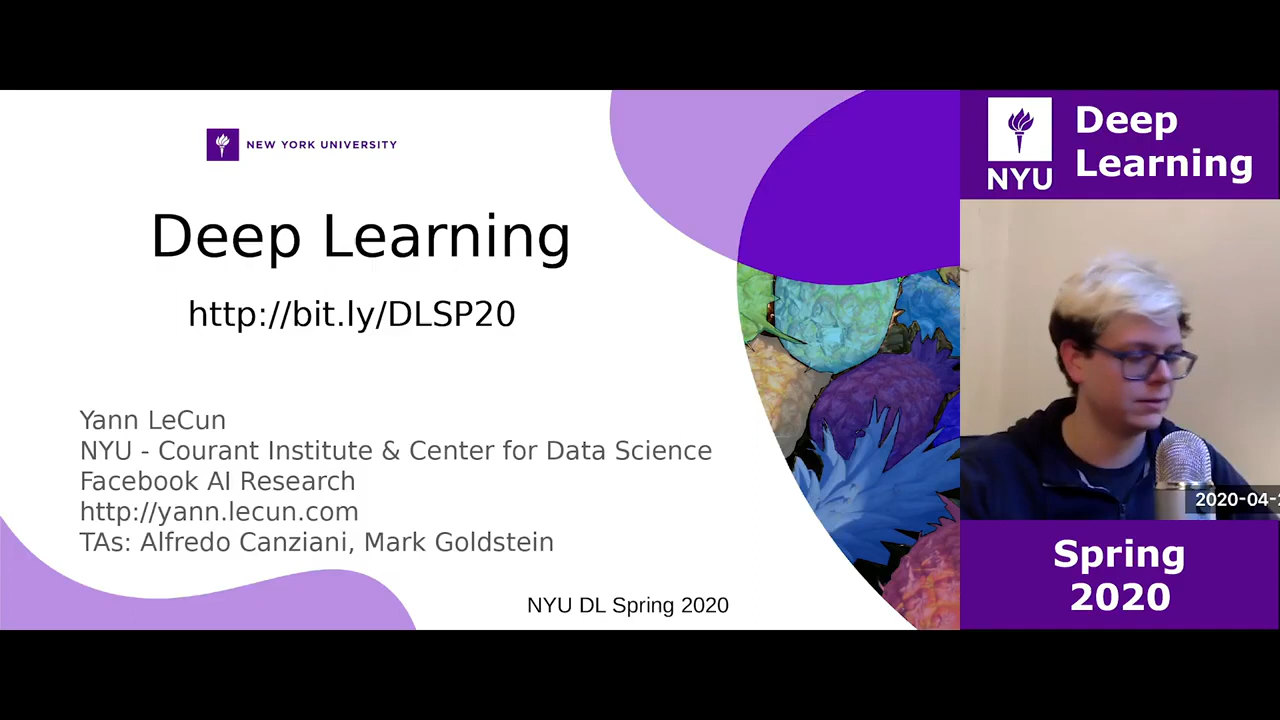 NEW YORK UNIVERSITY
Deep Learning
http://bit.ly/DLSP20
Yann LeCun
NYU - Courant Institute & Center for Data Science
Facebook AI Research
http://yann.lecun.com
TAs: Alfredo Canziani, Mark Goldstein
NYU DL Spring 2020
NYU
Deep
Learning
2020-04-
Spring
2020